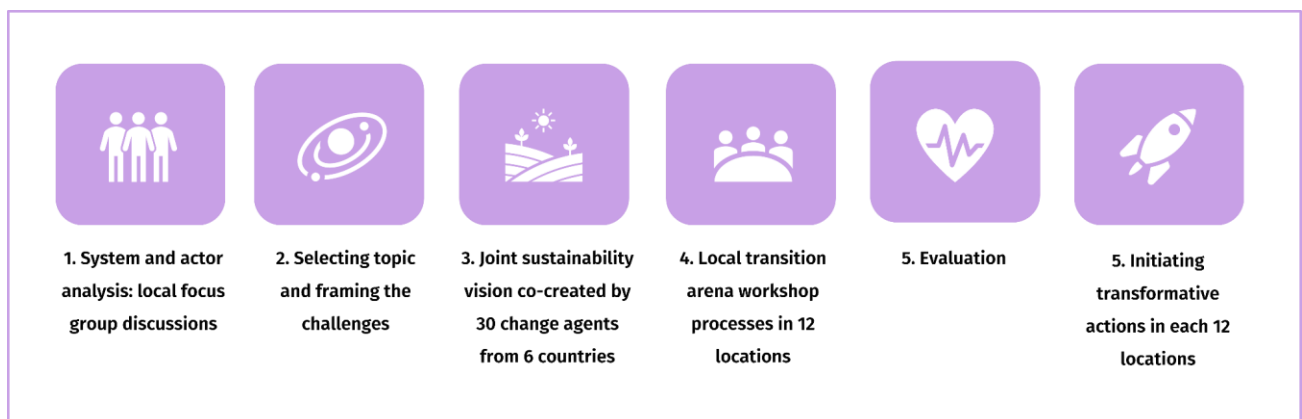 1. System and actor
analysis: local focus
group discussions
2. Selecting topic
and framing the
challenges
3. Joint sustainability
vision co-created by
30 change agents
from 6 countries
4. Local transition
arena workshop
processes in 12
locations
5. Evaluation
5. Initiating
transformative
actions in each 12
locations